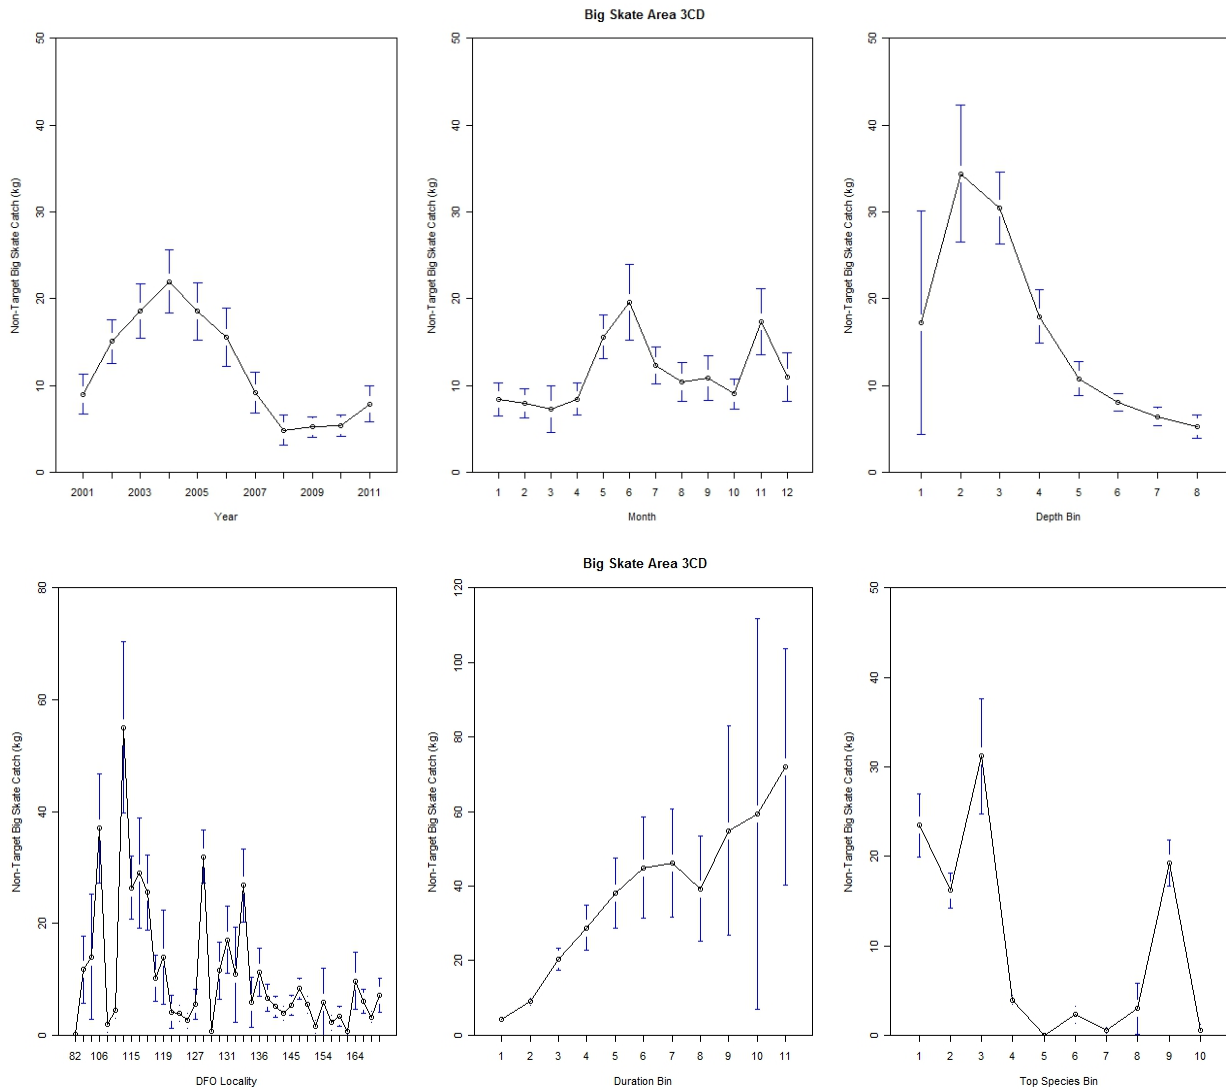 Big Skate Area 3CD
Non-Target Big Skate Catch (kg)
50
40
30
20
10
0
2001 2003 2005 2007 2009 2011
Year
Non-Target Big Skate Catch (kg)
50
40
30
20
10
0
1 2 3 4 5 6 7 8 9 10 11 12
Month
Non-Target Big Skate Catch (kg)
50
40
30
20
10
0
1 2 3 4 5 6 7 8
Depth Bin
Big Skate Area 3CD
Non-Target Big Skate Catch (kg)
80
60
40
20
0
82 106 115 119 127 131 136 145 154 164
DFO Locality
Non-Target Big Skate Catch (kg)
120
100
80
60
40
20
0
1 2 3 4 5 6 7 8 9 10 11
Duration Bin
Non-Target Big Skate Catch (kg)
50
40
30
20
10
0
1 2 3 4 5 6 7 8 9 10
Top Species Bin